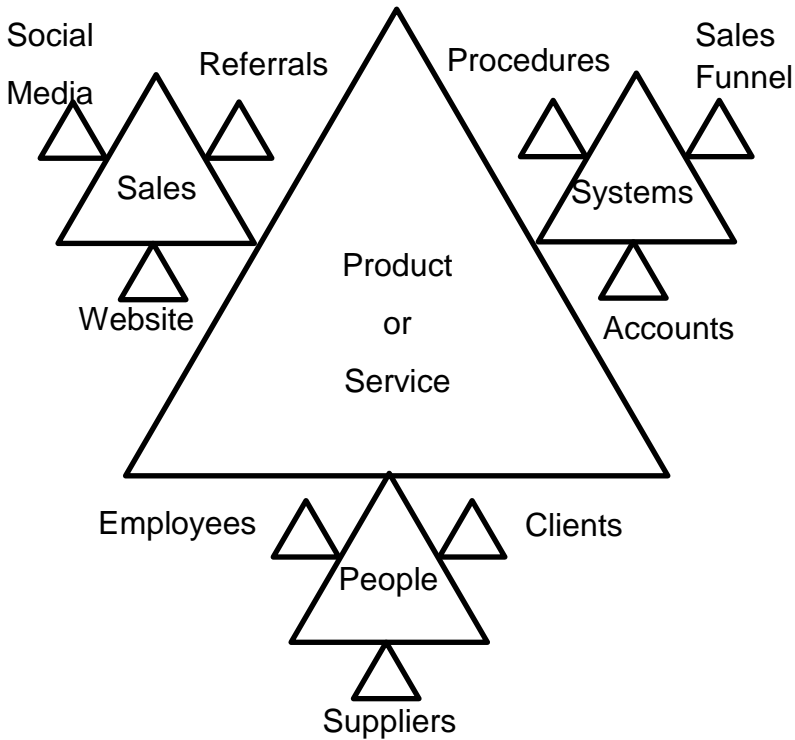 Social
Media
Referrals
Sales
Website
Procedures
Sales
Funnel
Systems
Accounts
Product
or
Service
Employees
Clients
People
Suppliers